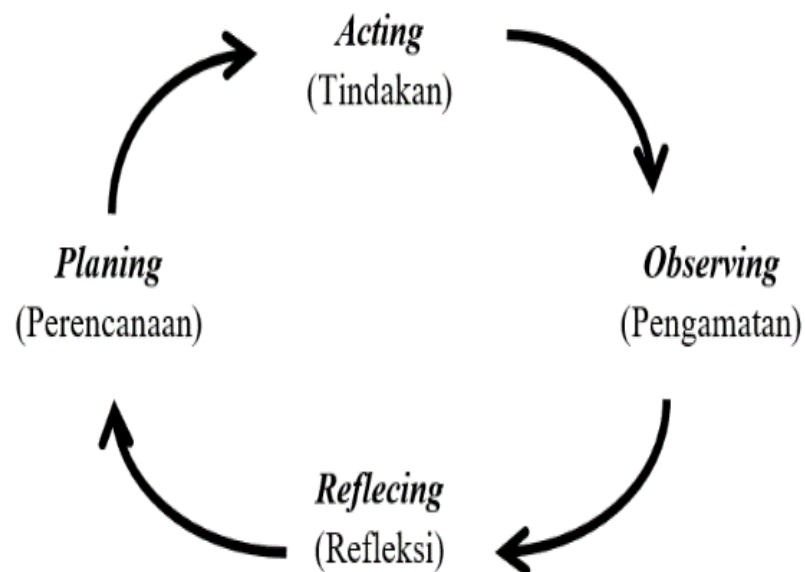 Acting
(Tindakan)
Planing
(Perencanaan)
Observing
(Pengamatan)
Reflecing
(Refleksi)